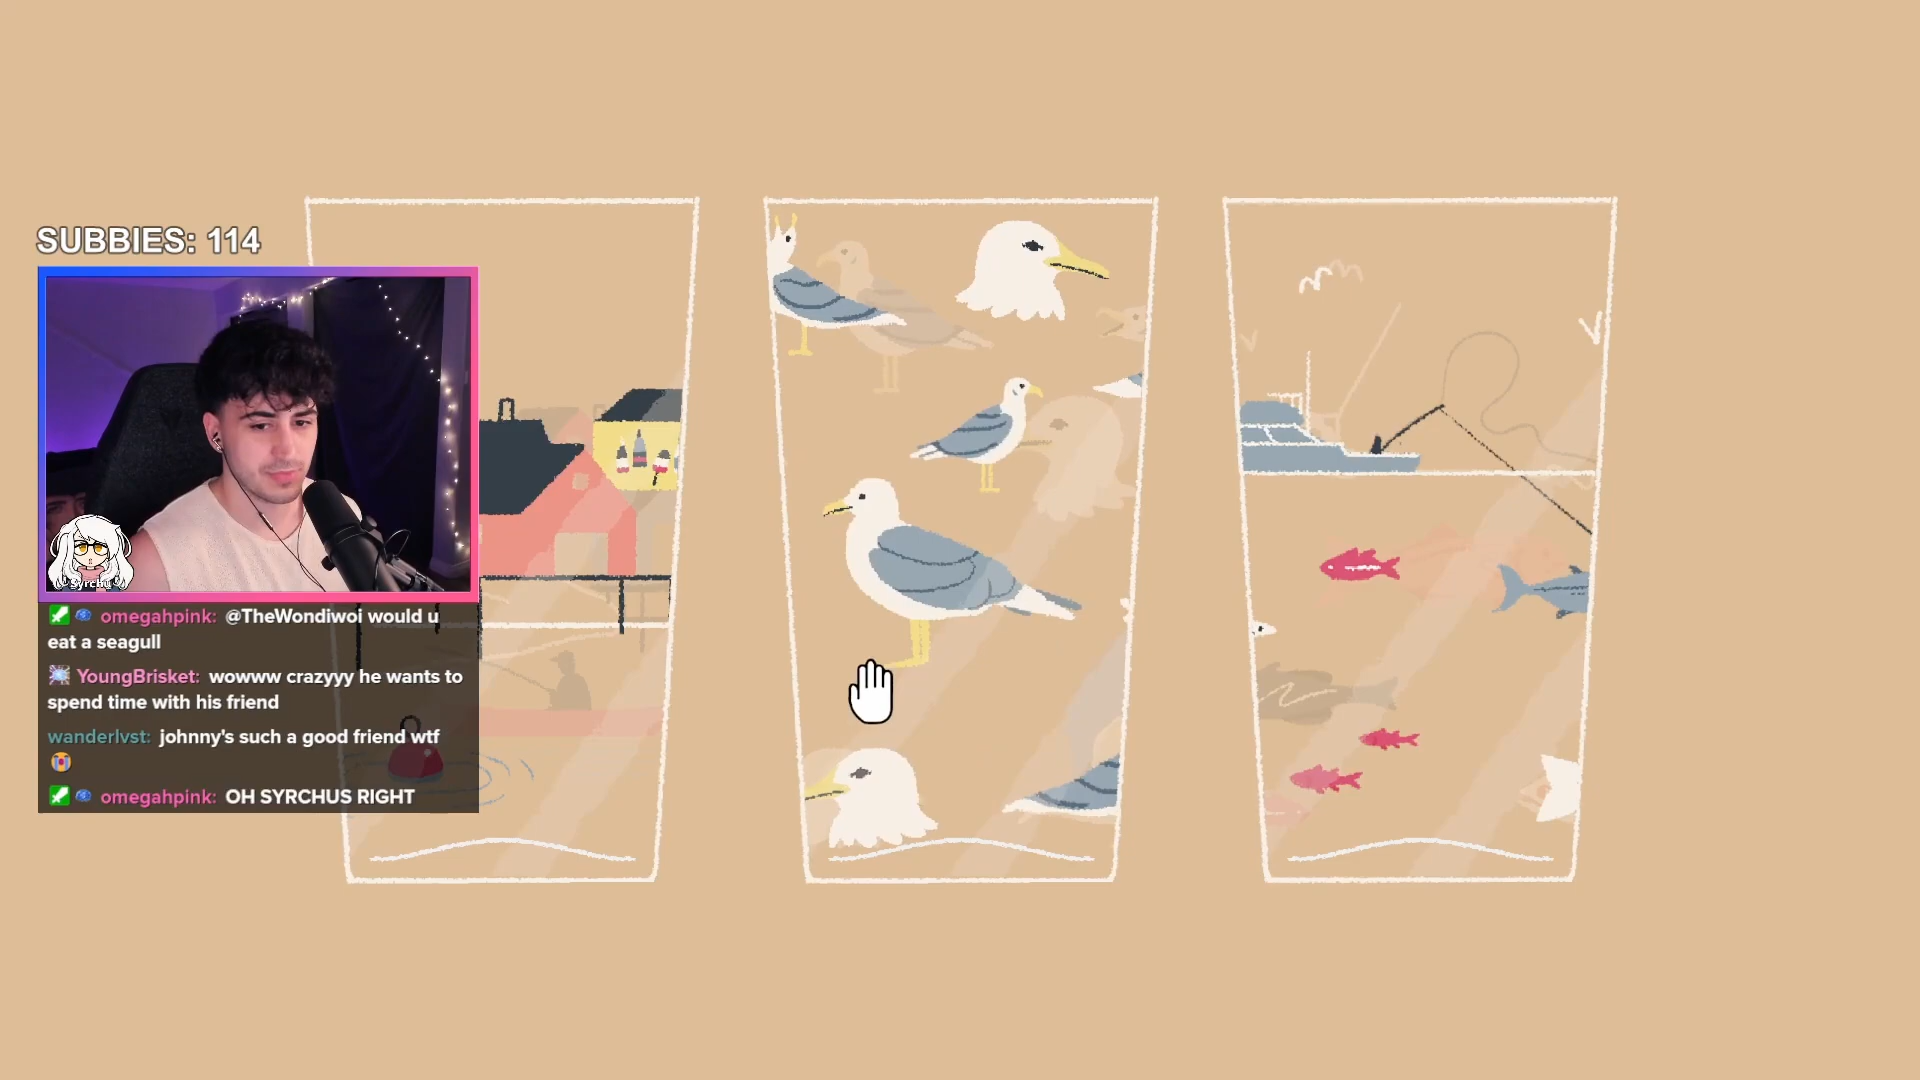 SUBBIES: 114
Syrchu
omegahpink: @TheWondiwoi would u
eat a seagull
YoungBrisket: wowww crazyyy he wants to
spend time with his friend
wanderlvst: johnny's such a good friend wtf
omegahpink: OH SYRCHUS RIGHT